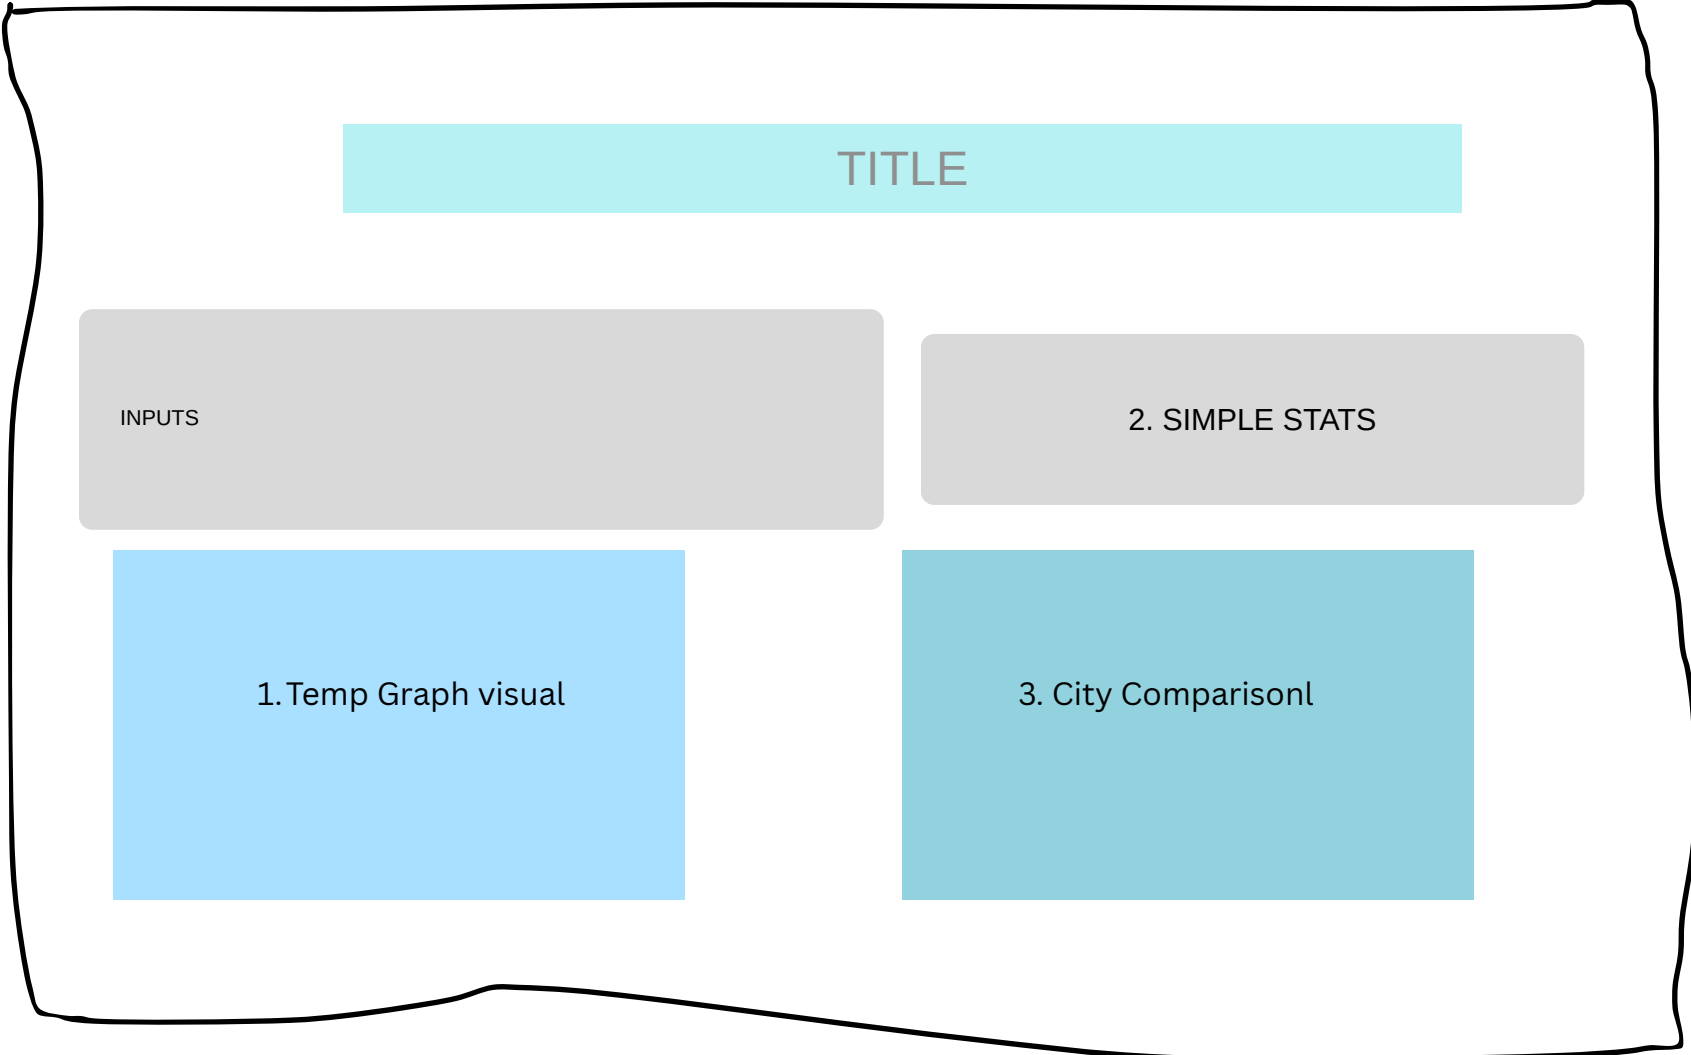 TITLE
INPUTS
2. SIMPLE STATS
1. Temp Graph visual
3. City Comparisonl